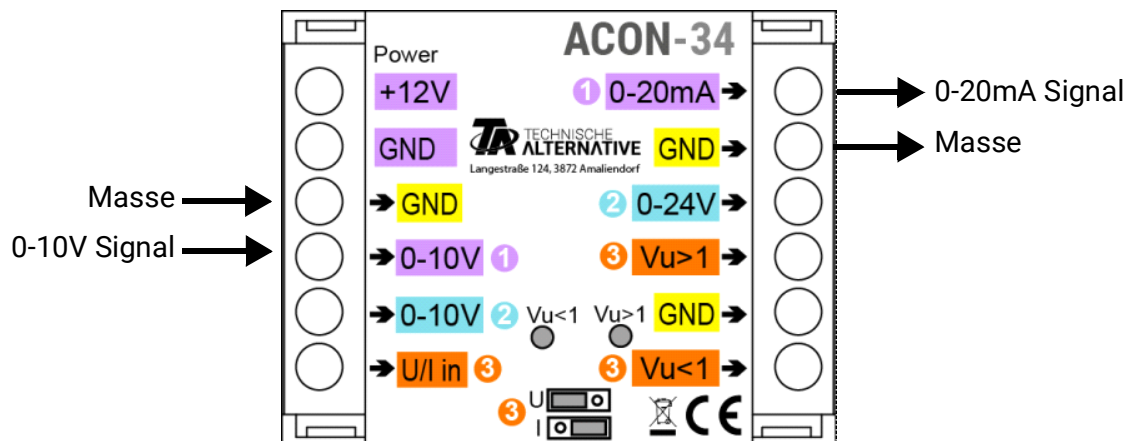 ACON-34
Power
+12V
1 0-20mA
0-20mA Signal
GND
TA TECHNISCHE
ALTERNATIVE
Langestraße 124, 3872 Amaliendorf
GND
Masse
Masse
GND
2 0-24V
0-10V Signal
0-10V 1
3 Vu>1
0-10V 2
Vu<1 Vu>1
GND
U/I in 3
3 Vu<1
3 U
I
CE